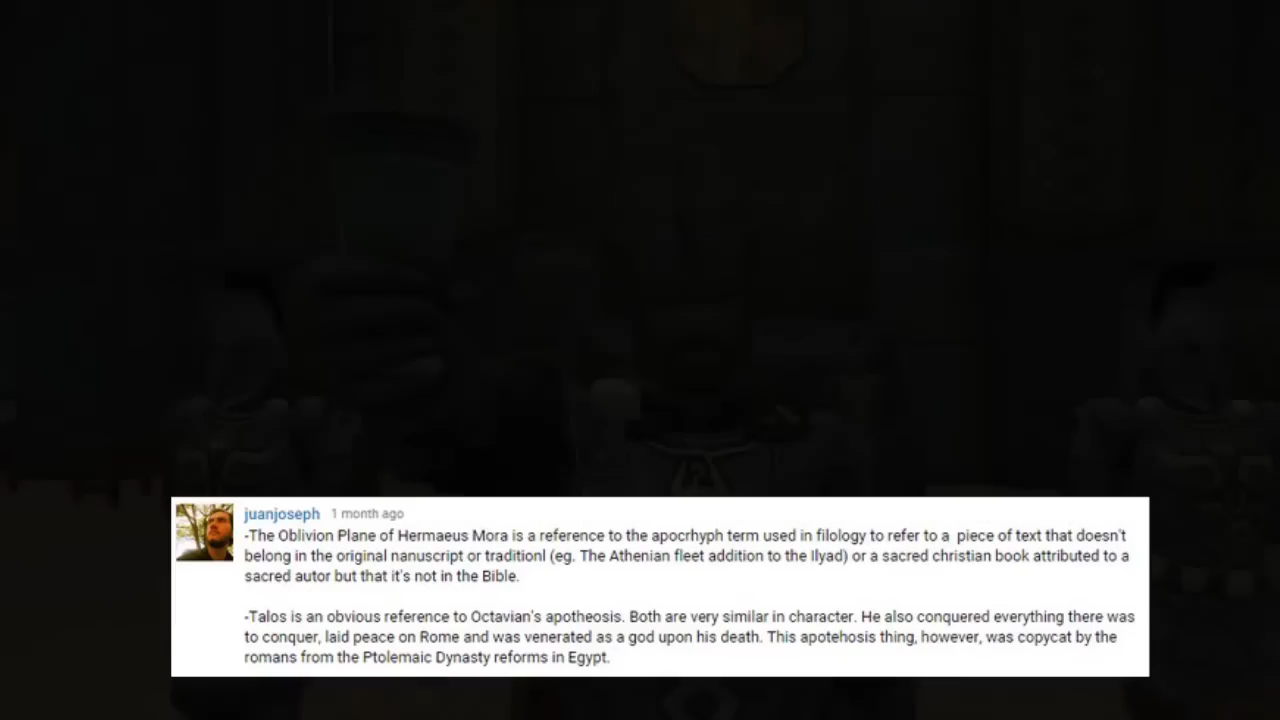 juanjoseph 1 month ago
-The Oblivion Plane of Hermaeus Mora is a reference to the apocrhyph term used in filology to refer to a piece of text that doesn't
belong in the original nanuscript or traditionl (eg. The Athenian fleet addition to the Ilyad) or a sacred christian book attributed to a
sacred autor but that it's not in the Bible.
-Talos is an obvious reference to Octavian's apotheosis. Both are very similar in character. He also conquered everything there was
to conquer, laid peace on Rome and was venerated as a god upon his death. This apotehosis thing, however, was copycat by the
romans from the Ptolemaic Dynasty reforms in Egypt.